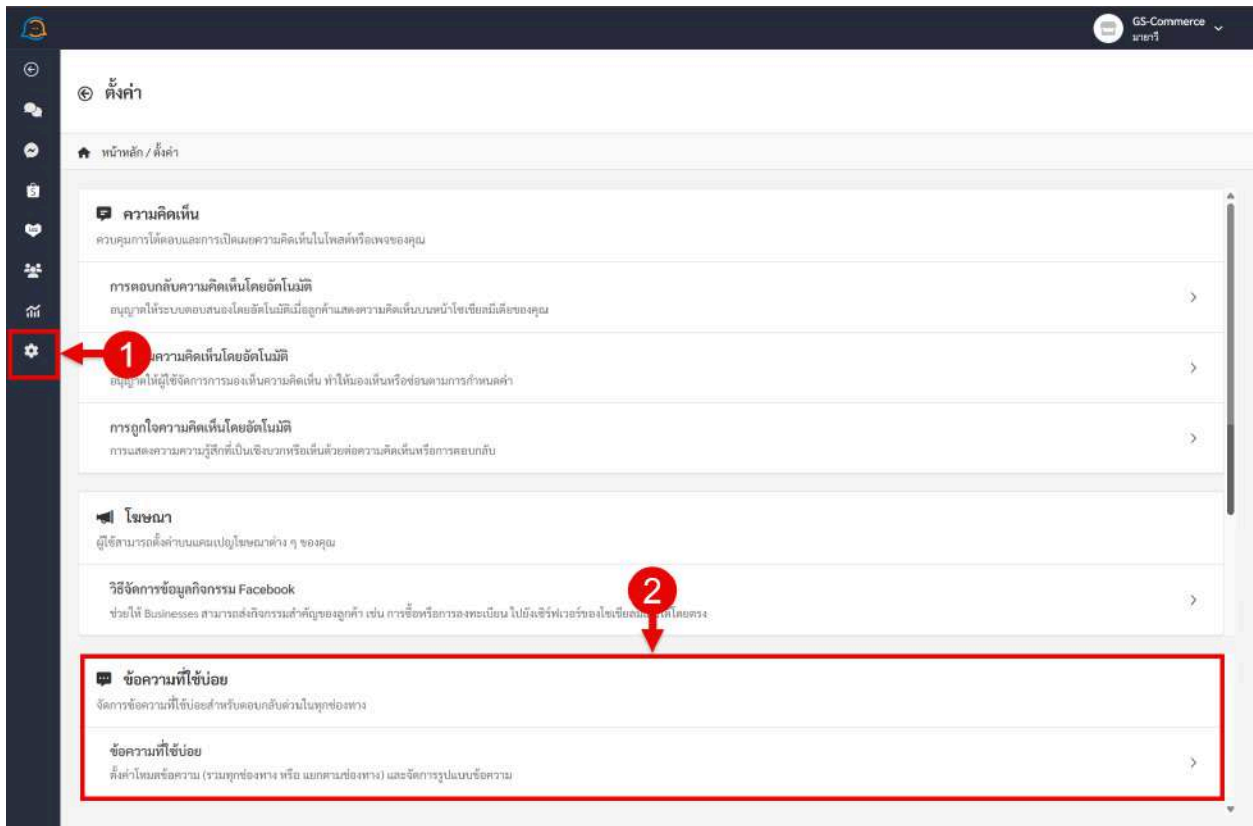 GS-Commerce
มายาวี
ตั้งค่า
หน้าหลัก / ตั้งค่า
ความคิดเห็น
ควบคุมการโต้ตอบและการเปิดเผยความคิดเห็นในโพสต์หรือเพจของคุณ
การตอบกลับความคิดเห็นโดยอัตโนมัติ
อนุญาตให้ระบบตอบสนองโดยอัตโนมัติเมื่อลูกค้าแสดงความคิดเห็นบนหน้าโซเชียลมีเดียของคุณ
1
ความคิดเห็นโดยอัตโนมัติ
อนุญาตให้ผู้ใช้จัดการการมองเห็นความคิดเห็น ทำให้มองเห็นหรือซ่อนตามการกำหนดค่า
การถูกใจความคิดเห็นโดยอัตโนมัติ
การแสดงความความรู้สึกที่เป็นเชิงบวกหรือเห็นด้วยต่อความคิดเห็นหรือการตอบกลับ
โฆษณา
ผู้ใช้สามารถตั้งค่าบนแคมเปญโฆษณาต่าง ๆ ของคุณ
วิธีจัดการข้อมูลกิจกรรม Facebook
2
ช่วยให้ Businesses สามารถส่งกิจกรรมสำคัญของลูกค้า เช่น การซื้อหรือการลงทะเบียน ไปยังเซิร์ฟเวอร์ของโซเชียล ได้โดยตรง
ข้อความที่ใช้บ่อย
จัดการข้อความที่ใช้บ่อยสำหรับตอบกลับด่วนในทุกช่องทาง
ข้อความที่ใช้บ่อย
ตั้งค่าโหมดข้อความ (รวมทุกช่องทาง หรือ แยกตามช่องทาง) และจัดการรูปแบบข้อความ